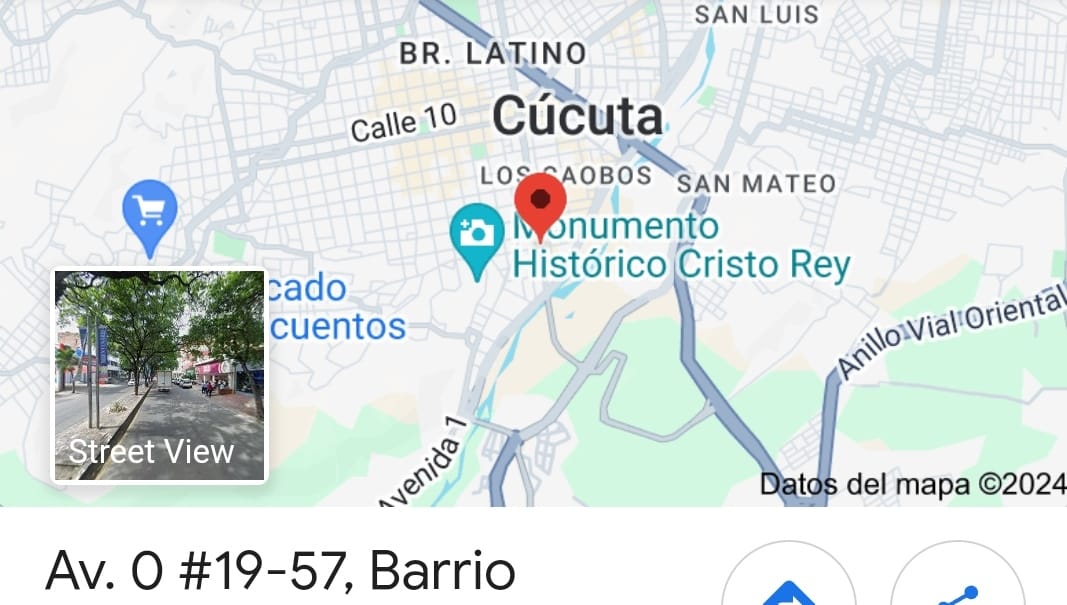 SAN LUIS
BR. LATINO
Calle 10
Cúcuta
LOS CAOBOS
SAN MATEO
Monumento
Histórico Cristo Rey
cado
cuentos
Anillo Vial Oriental
Avenida 1
Street View
Datos del mapa ©2024
Av. 0 #19-57, Barrio